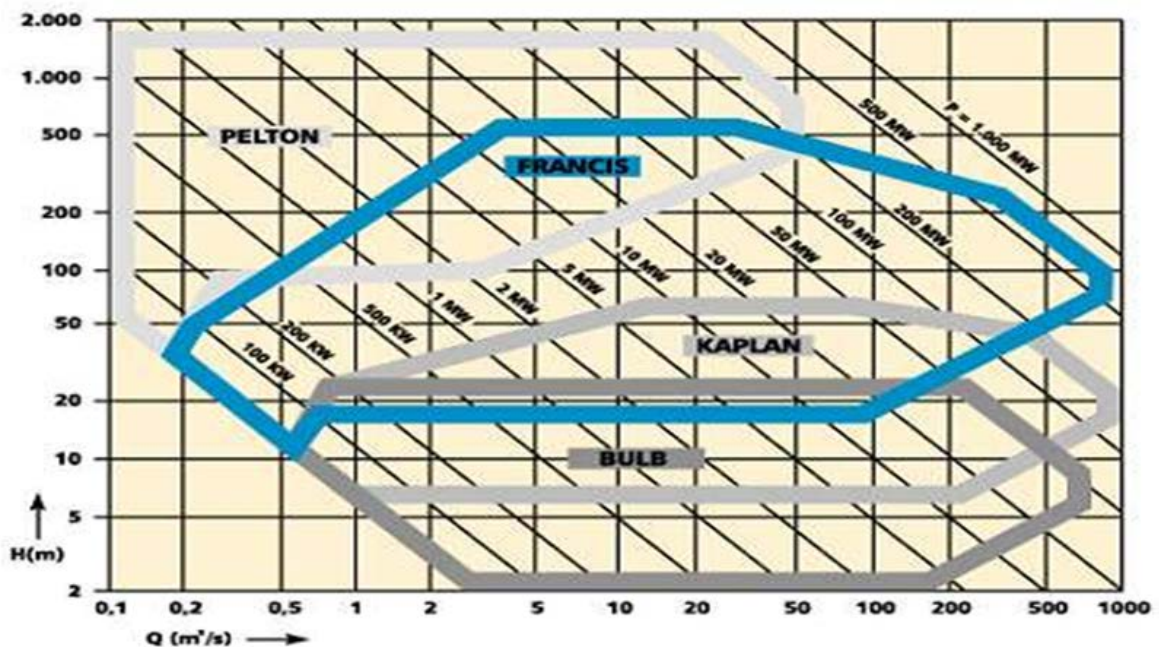 2.000
1.000
500
200
100
50
20
10
5
2
H(m)
PELTON
FRANCIS
KAPLAN
BULB
100 KW
200 KW
500 KW
1 MW
2 MW
5 MW
10 MW
20 MW
50 MW
100 MW
200 MW
500 MW
P = 1.000 MW
0,1 0,2 0,5 1 2 5 10 20 50 100 200 500 1000
Q (m³/s)